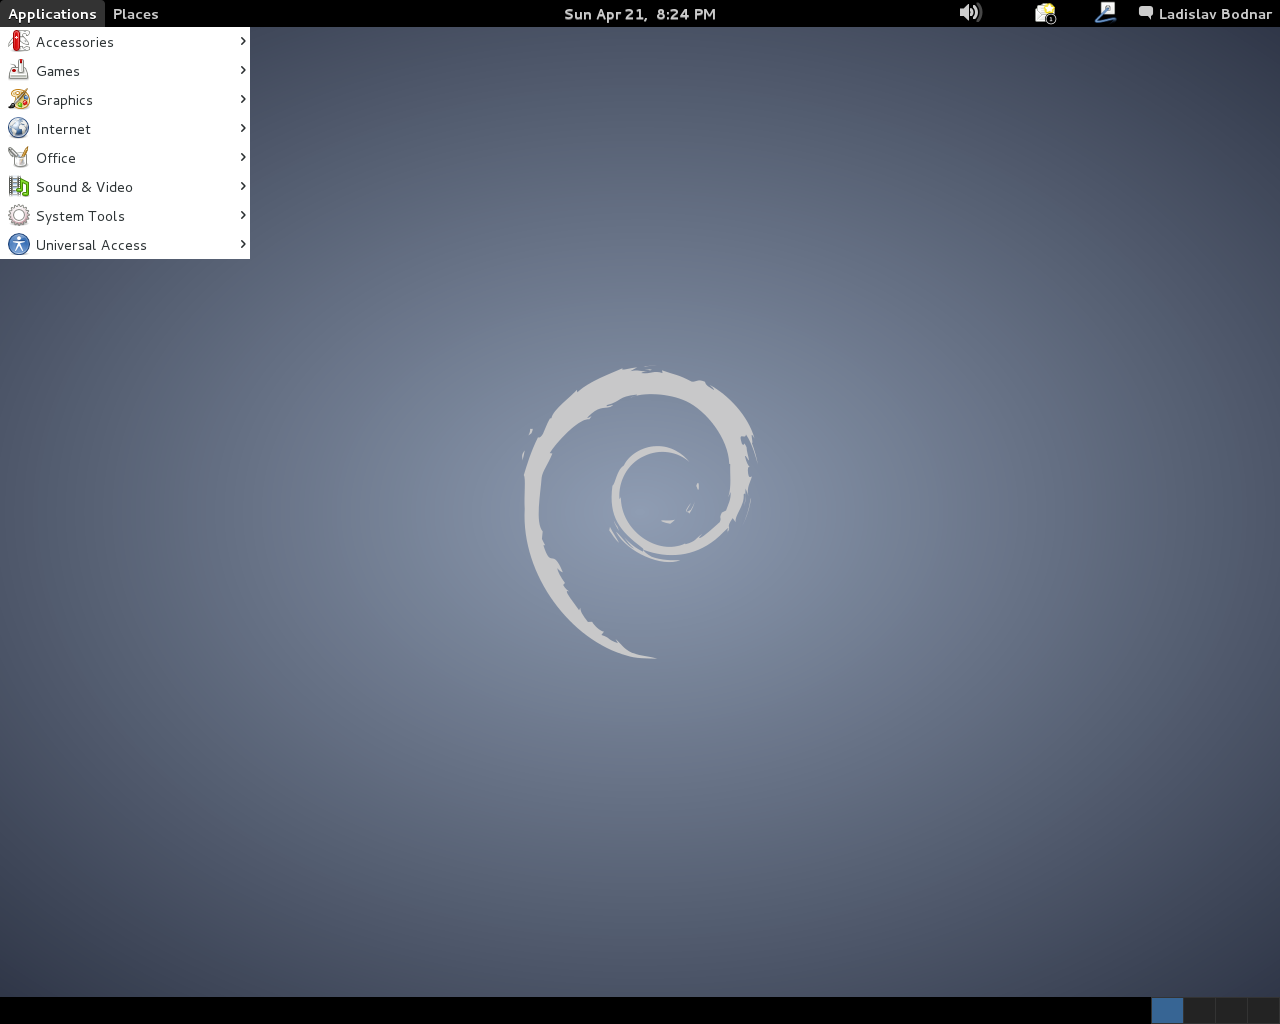 Applications Places Sun Apr 21, 8:24 PM 1 Ladislav Bodnar
Accessories
Games
Graphics
Internet
Office
Sound & Video
System Tools
Universal Access